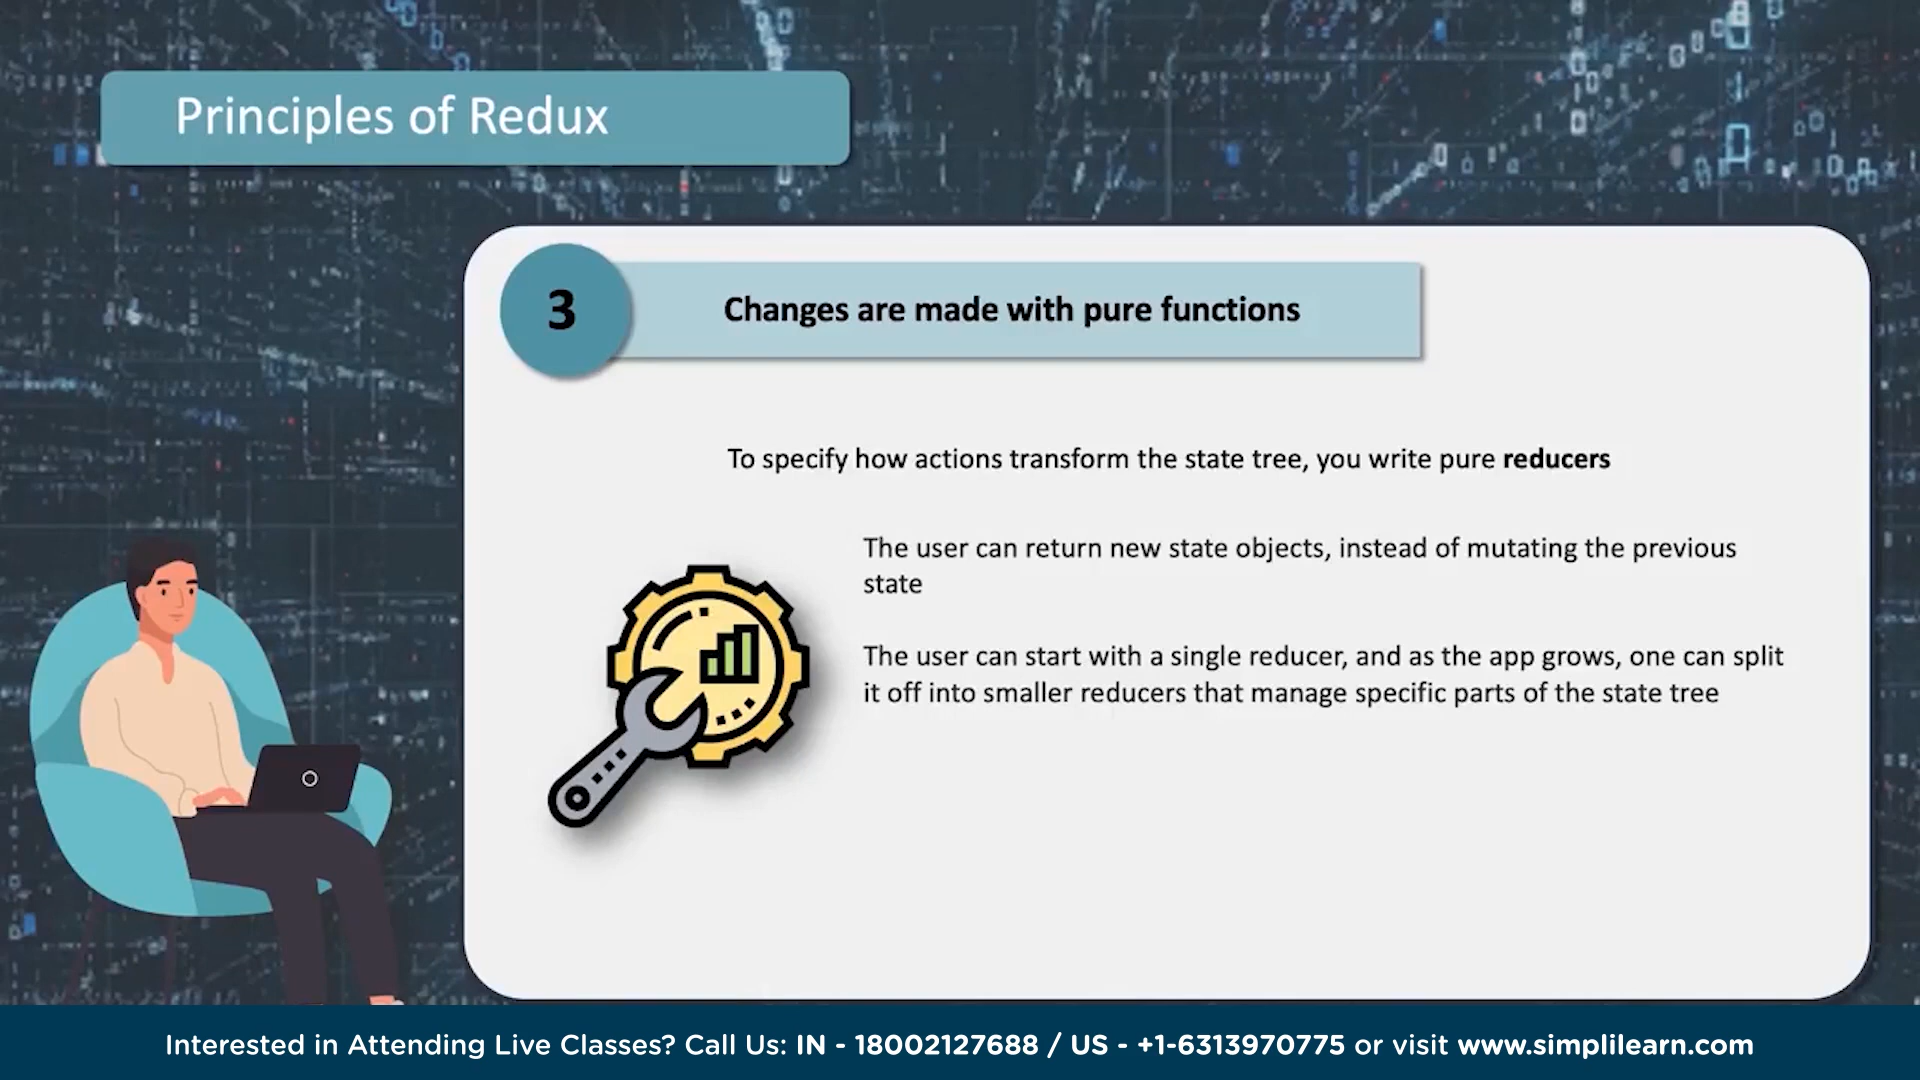 Principles of Redux
3
Changes are made with pure functions
To specify how actions transform the state tree, you write pure reducers
The user can return new state objects, instead of mutating the previous
state
The user can start with a single reducer, and as the app grows, one can split
it off into smaller reducers that manage specific parts of the state tree
Interested in Attending Live Classes? Call Us: IN - 18002127688 / US - +1-6313970775 or visit www.simplilearn.com